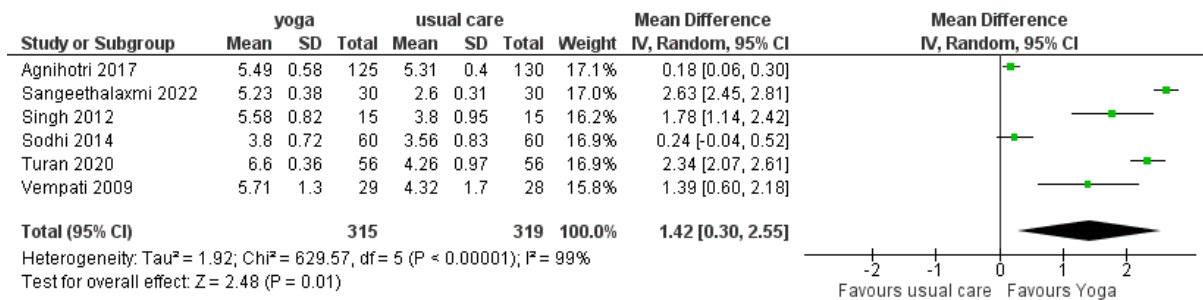 yoga usual care Mean Difference Mean Difference
Study or Subgroup Mean SD Total Mean SD Total Weight IV, Random, 95% CI IV, Random, 95% CI
Agnihotri 2017 5.49 0.58 125 5.31 0.4 130 17.1% 0.18 [0.06, 0.30]
Sangeethalaxmi 2022 5.23 0.38 30 2.6 0.31 30 17.0% 2.63 [2.45, 2.81]
Singh 2012 5.58 0.82 15 3.8 0.95 15 16.2% 1.78 [1.14, 2.42]
Sodhi 2014 3.8 0.72 60 3.56 0.83 60 16.9% 0.24 [-0.04, 0.52]
Turan 2020 6.6 0.36 56 4.26 0.97 56 16.9% 2.34 [2.07, 2.61]
Vempati 2009 5.71 1.3 29 4.32 1.7 28 15.8% 1.39 [0.60, 2.18]
Total (95% CI) 315 319 100.0% 1.42 [0.30, 2.55]
Heterogeneity: Tau² = 1.92; Chi² = 629.57, df = 5 (P < 0.00001); I² = 99%
Test for overall effect: Z = 2.48 (P = 0.01)
-2 -1 0 1 2
Favours usual care Favours Yoga